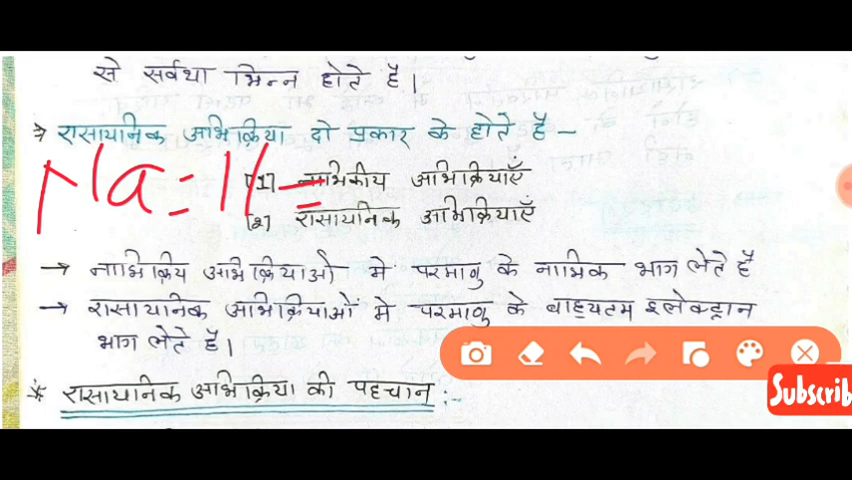 से सर्वथा भिन्न होते है।
→ रासायनिक अभिक्रिया दो प्रकार के होते है –
Na = 11 =
[1] नाभिकीय अभिक्रियाएँ
[2] रासायनिक अभिक्रियाएँ
→ नाभिकिय अभिक्रियाओ मे परमाणु के नाभिक भाग लेते है
→ रासायनिक अभिक्रियाओं मे परमाणु के बाह्यतम इलेक्ट्रान
भाग लेते है।
* रासायनिक अभिक्रिया की पहचान :-
Subscrib